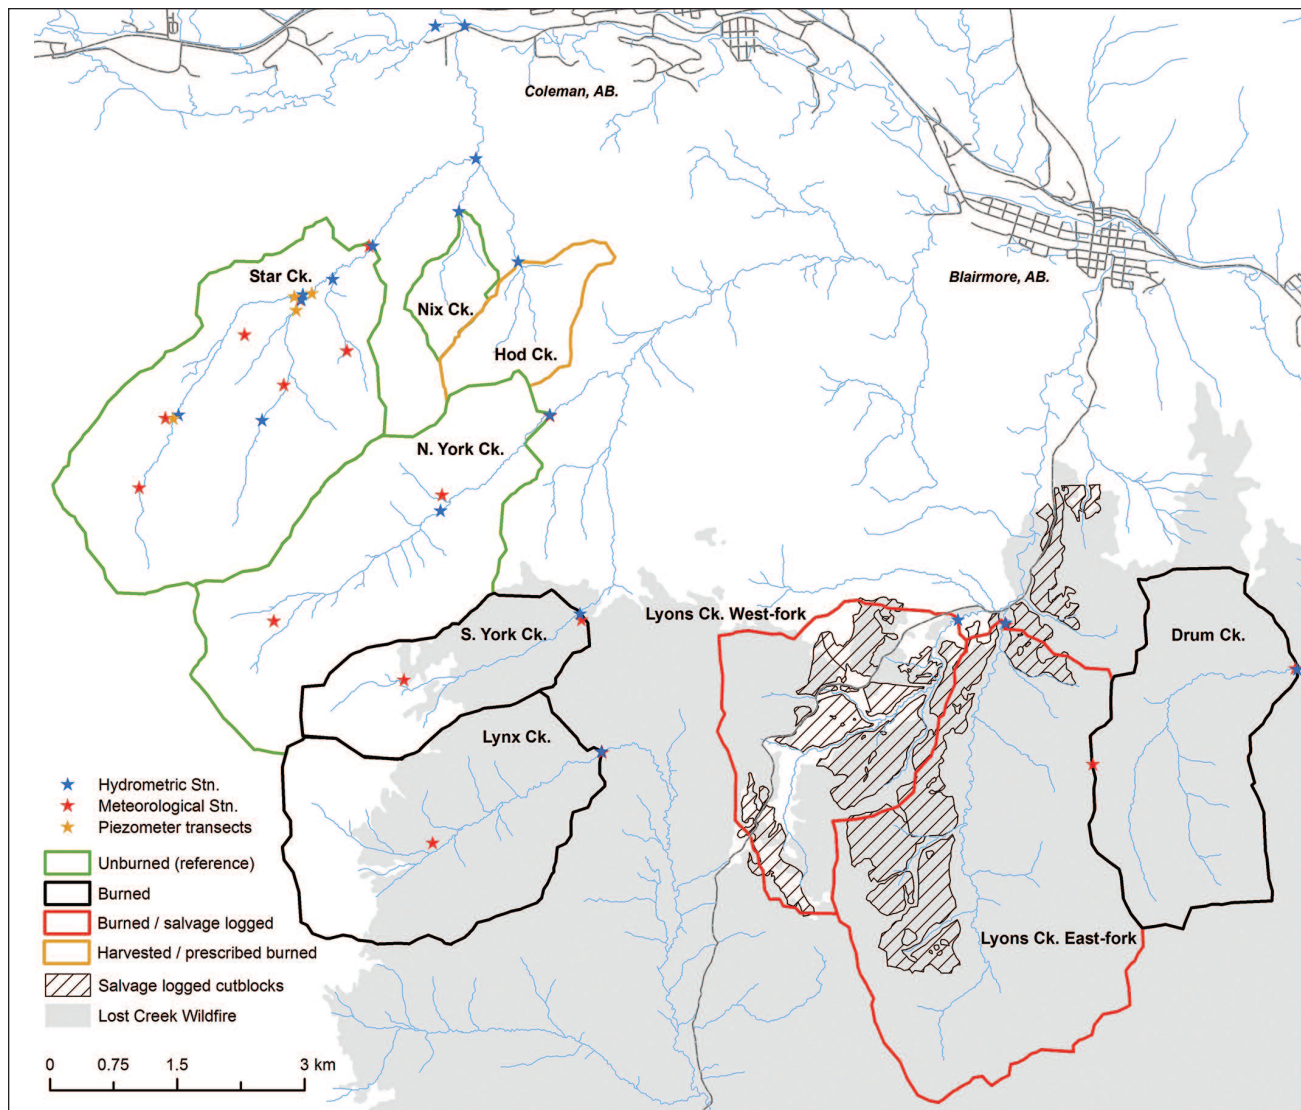 Coleman, AB.
Blairmore, AB.
Star Ck.
Nix Ck.
Hod Ck.
N. York Ck.
S. York Ck.
Lyons Ck. West-fork
Drum Ck.
Lynx Ck.
Lyons Ck. East-fork
Hydrometric Stn.
Meteorological Stn.
Piezometer transects
Unburned (reference)
Burned
Burned / salvage logged
Harvested / prescribed burned
Salvage logged cutblocks
Lost Creek Wildfire
0 0.75 1.5 3 km